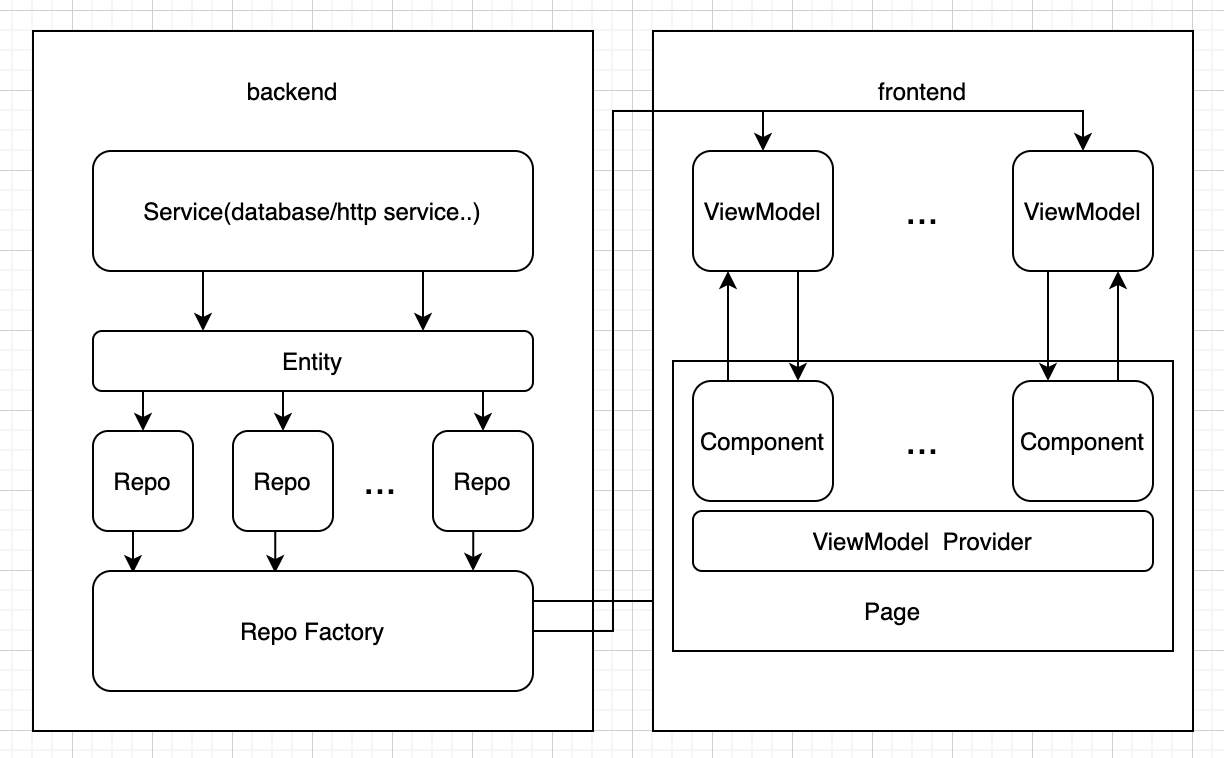 backend
Service(database/http service..)
Entity
Repo
Repo
...
Repo
Repo Factory
frontend
ViewModel
...
ViewModel
Component
...
Component
ViewModel Provider
Page